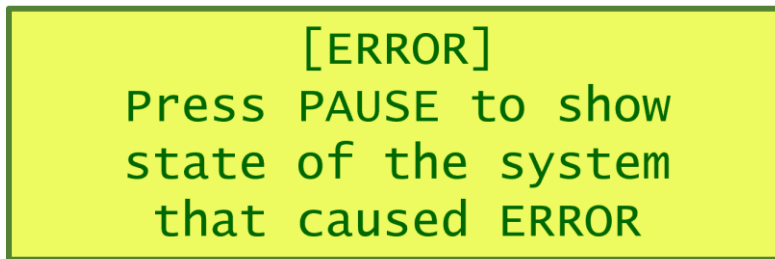 [ERROR]
Press PAUSE to show
state of the system
that caused ERROR